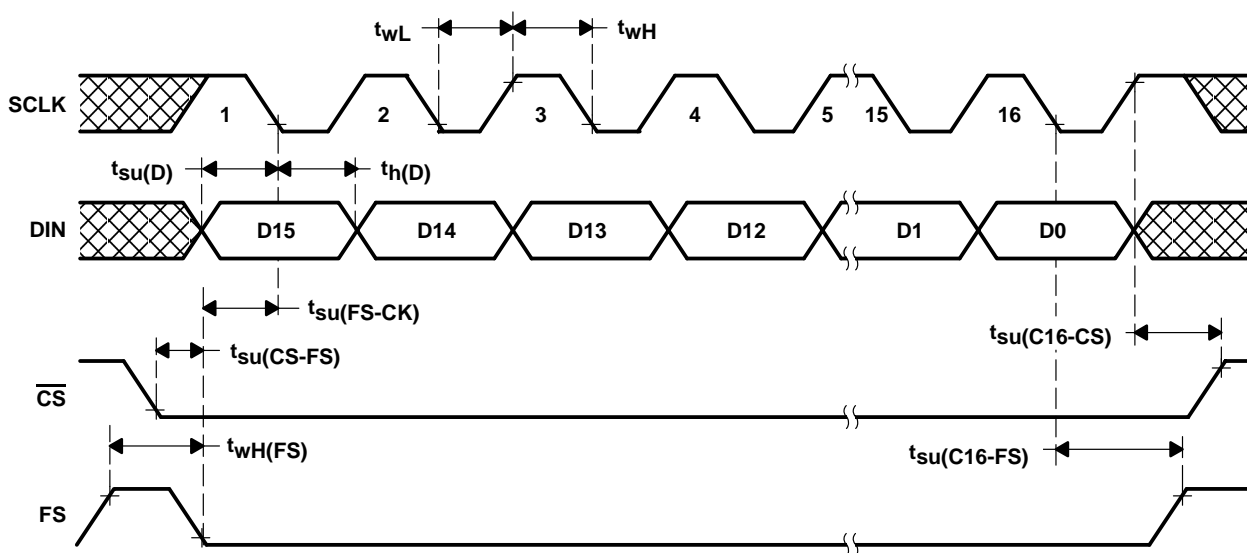 twL
twH
SCLK
1
2
3
4
5
15
16
tsu(D)
th(D)
DIN
D15
D14
D13
D12
D1
D0
tsu(FS-CK)
tsu(CS-FS)
tsu(C16-CS)
CS
twH(FS)
tsu(C16-FS)
FS